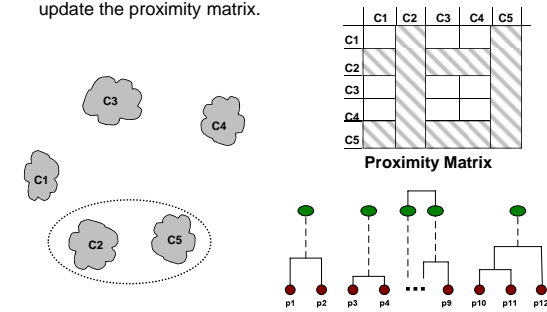 update the proximity matrix.
C1 C2 C3 C4 C5
C1
C2
C3
C4
C5
Proximity Matrix
C3
C4
C1
C2 C5
...
p1 p2 p3 p4 p9 p10 p11 p12